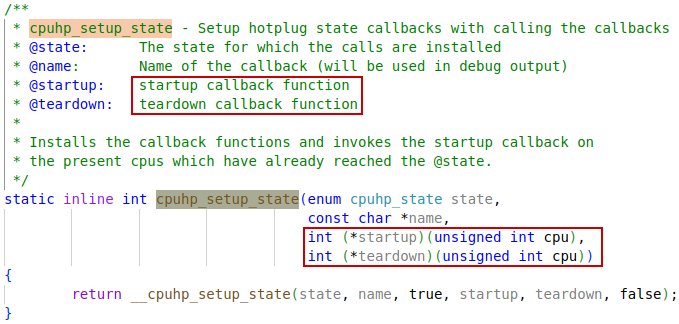 /**
 * cpuhp_setup_state - Setup hotplug state callbacks with calling the callbacks
 * @state:      The state for which the calls are installed
 * @name:       Name of the callback (will be used in debug output)
 * @startup:    startup callback function
 * @teardown:   teardown callback function
 *
 * Installs the callback functions and invokes the startup callback on
 * the present cpus which have already reached the @state.
 */
static inline int cpuhp_setup_state(enum cpuhp_state state,
                                    const char *name,
                                    int (*startup)(unsigned int cpu),
                                    int (*teardown)(unsigned int cpu))
{
        return __cpuhp_setup_state(state, name, true, startup, teardown, false);
}